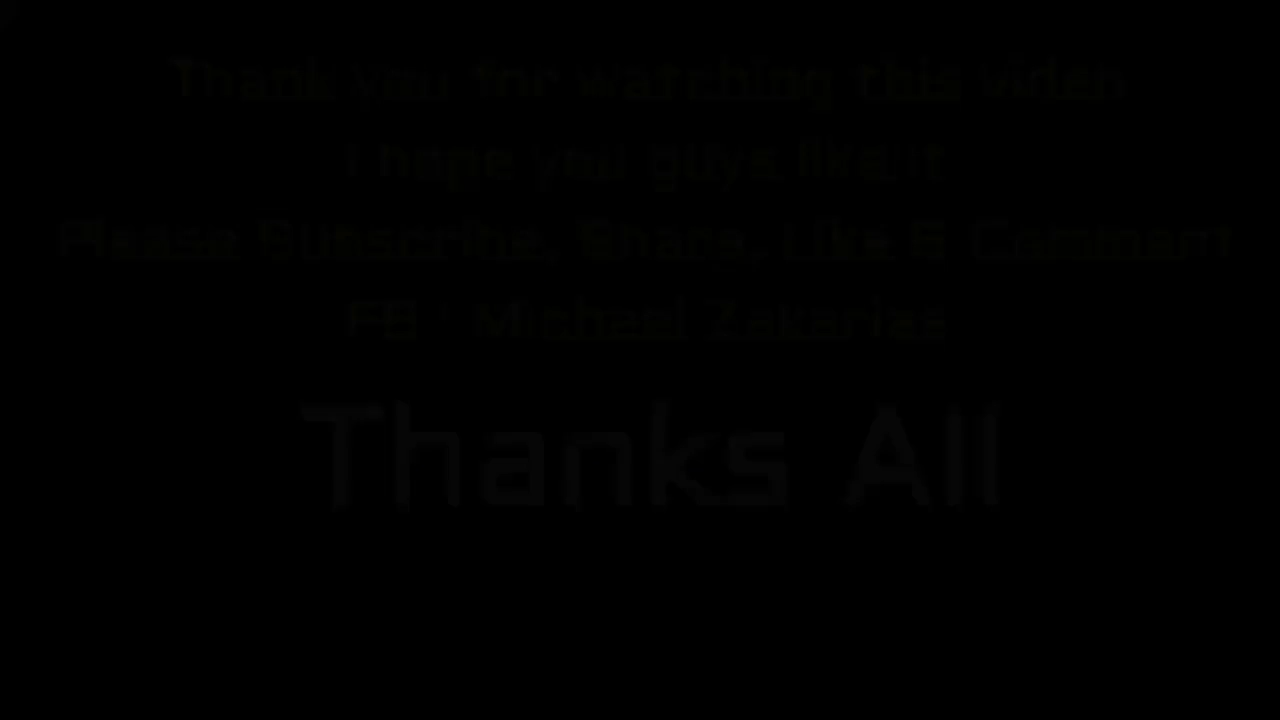 Thank you for watching this video
I hope you guys like it
Please Subscribe, Share, Like & Comment
FB : Michael Zakarias
Thanks All